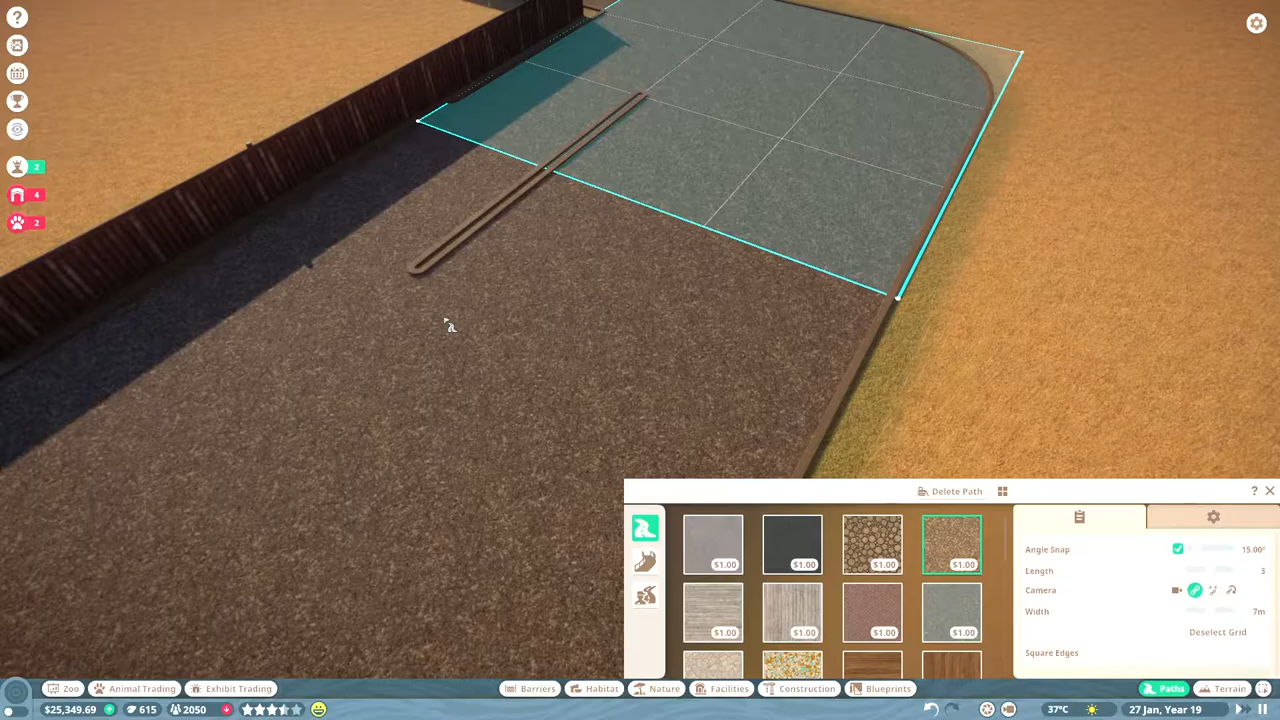 ?
2
4
2
Delete Path
?
$1.00 $1.00 $1.00 $1.00
$1.00 $1.00 $1.00 $1.00
Angle Snap 15.00°
Length 3
Camera
Width 7m
Deselect Grid
Square Edges
Zoo Animal Trading Exhibit Trading Barriers Habitat Nature Facilities Construction Blueprints Paths Terrain
$25,349.69 615 2050 37°C 27 Jan, Year 19